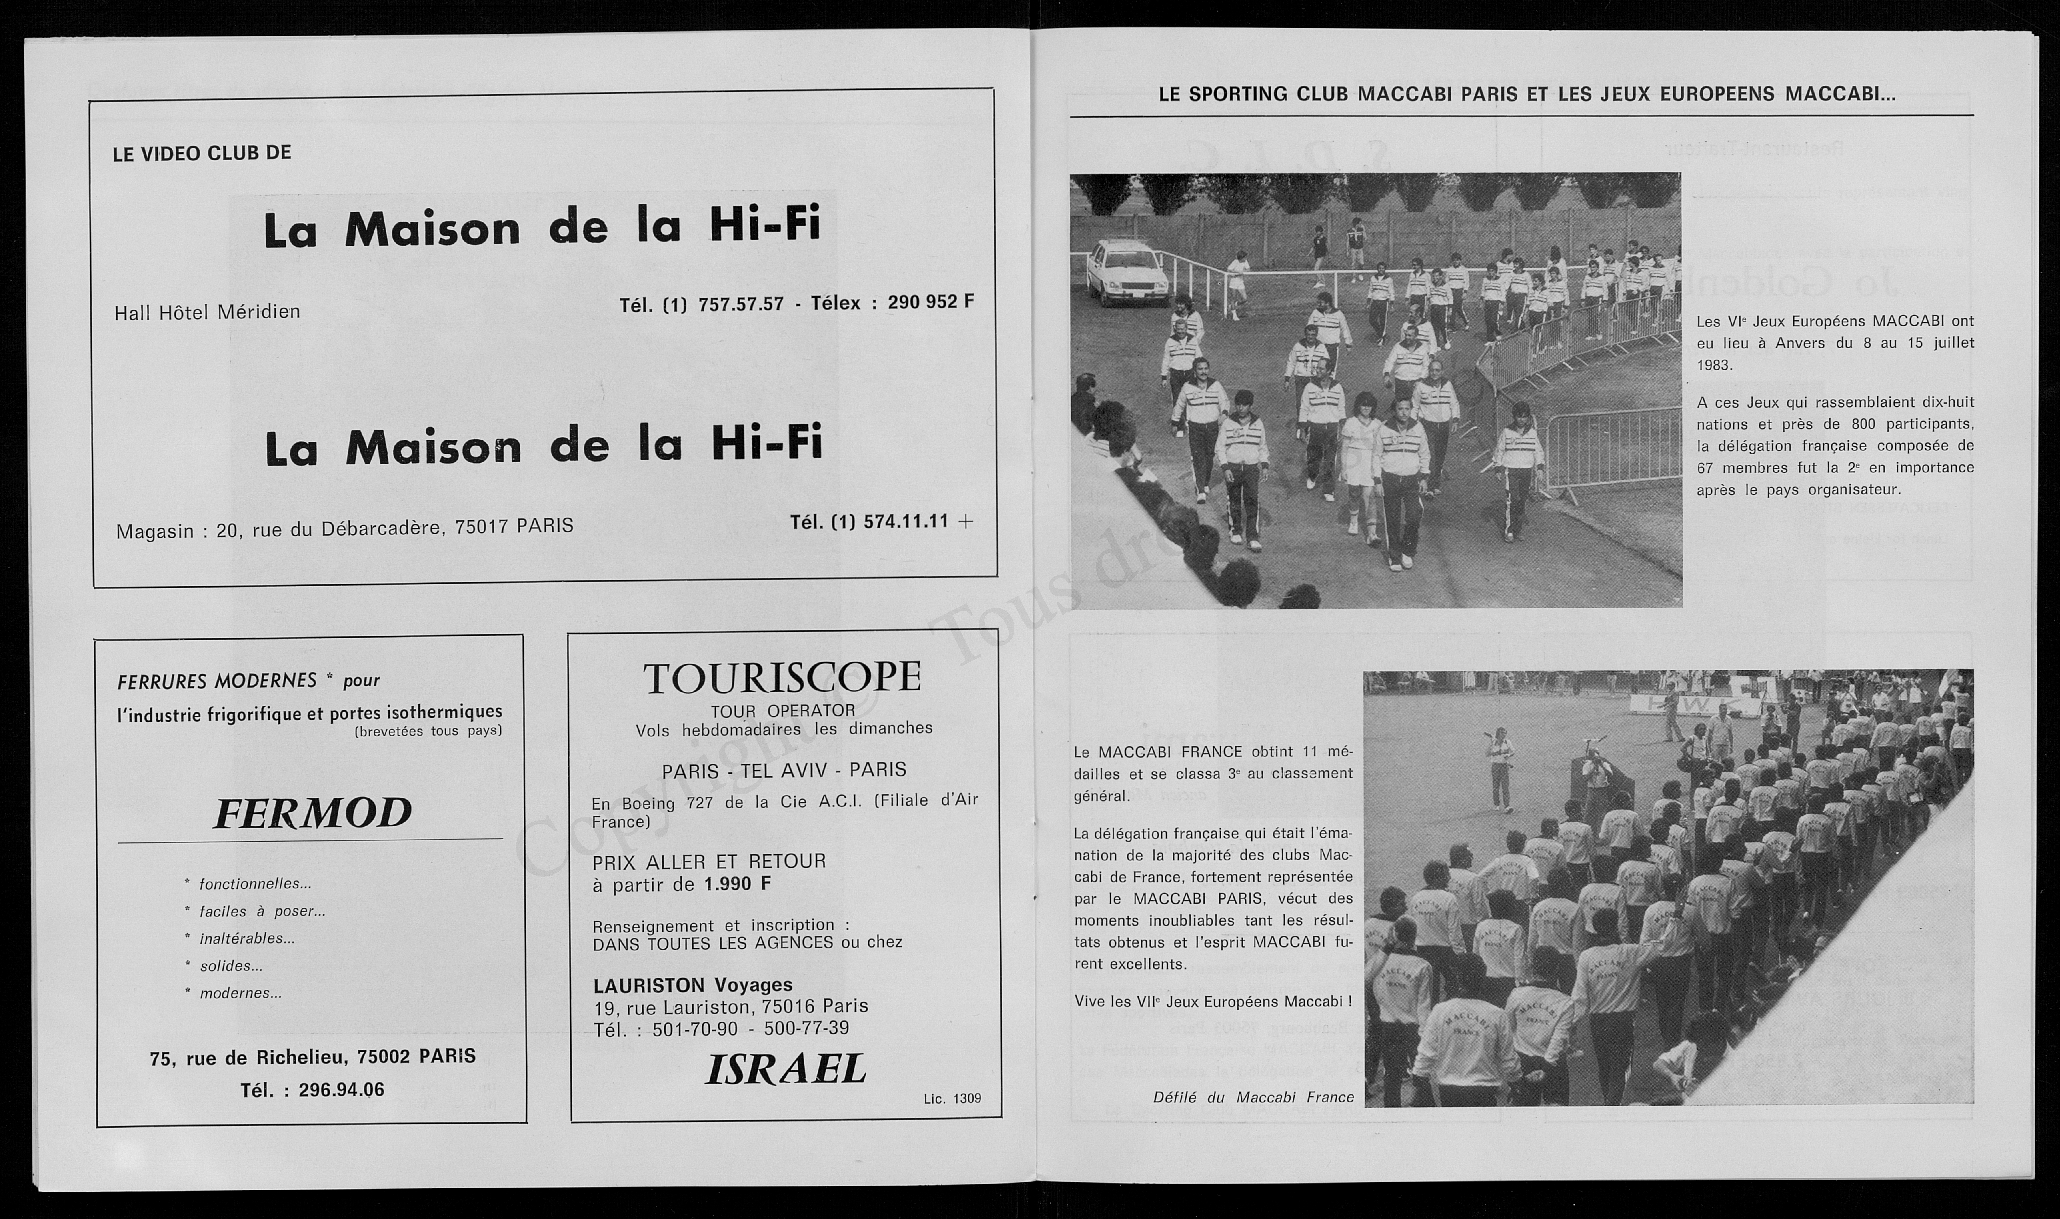 LE VIDEO CLUB DE
La Maison de la Hi-Fi
Hall Hôtel Méridien
Tél. (1) 757.57.57 - Télex : 290 952 F
La Maison de la Hi-Fi
Magasin : 20, rue du Débarcadère, 75017 PARIS
Tél. (1) 574.11.11 +
FERRURES MODERNES * pour
l'industrie frigorifique et portes isothermiques
(brevetées tous pays)
FERMOD
* fonctionnelles...
* faciles à poser...
* inaltérables...
* solides...
* modernes...
75, rue de Richelieu, 75002 PARIS
Tél. : 296.94.06
TOURISCOPE
TOUR OPERATOR
Vols hebdomadaires les dimanches
PARIS - TEL AVIV - PARIS
En Boeing 727 de la Cie A.C.I. (Filiale d'Air
France)
PRIX ALLER ET RETOUR
à partir de 1.990 F
Renseignement et inscription :
DANS TOUTES LES AGENCES ou chez
LAURISTON Voyages
19, rue Lauriston, 75016 Paris
Tél. : 501-70-90 - 500-77-39
ISRAEL
Lic. 1309
Copyright © Tous dro
LE SPORTING CLUB MACCABI PARIS ET LES JEUX EUROPEENS MACCABI...
Les VIe Jeux Européens MACCABI ont
eu lieu à Anvers du 8 au 15 juillet
1983.
A ces Jeux qui rassemblaient dix-huit
nations et près de 800 participants,
la délégation française composée de
67 membres fut la 2e en importance
après le pays organisateur.
Le MACCABI FRANCE obtint 11 mé-
dailles et se classa 3e au classement
général.
La délégation française qui était l'éma-
nation de la majorité des clubs Mac-
cabi de France, fortement représentée
par le MACCABI PARIS, vécut des
moments inoubliables tant les résul-
tats obtenus et l'esprit MACCABI fu-
rent excellents.
Vive les VIIe Jeux Européens Maccabi !
Défilé du Maccabi France
MACCABI
FRANCE
MACCABI
FRANCE